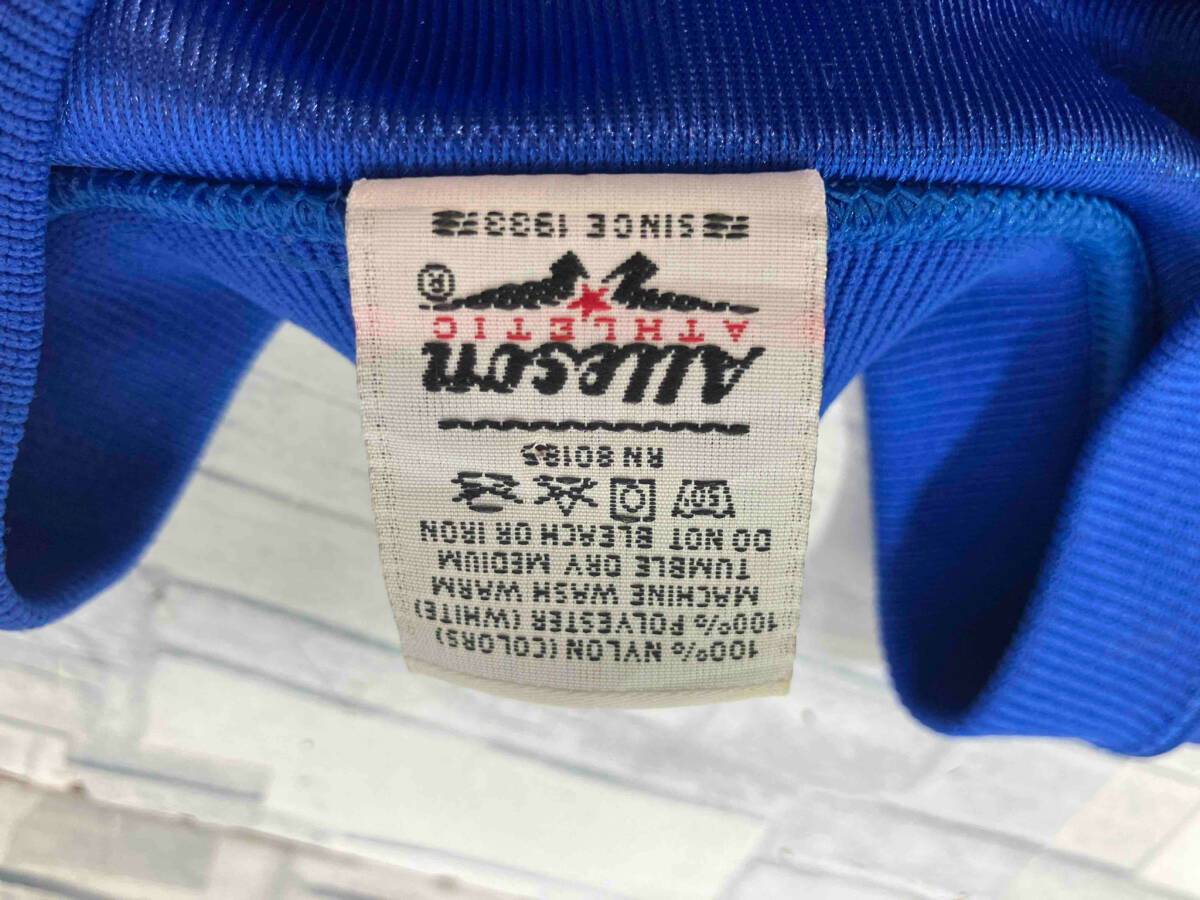 100% NYLON (COLORS)
100% POLYESTER (WHITE)
MACHINE WASH WARM
TUMBLE DRY MEDIUM
DO NOT BLEACH OR IRON
RN 80185
Alleson
ATHLETIC
®
SINCE 1933